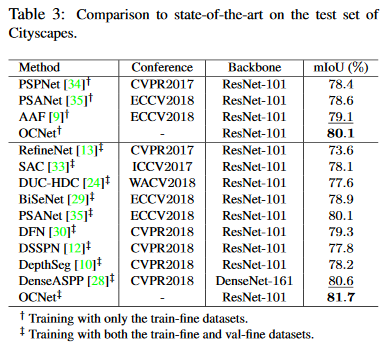 Table 3: Comparison to state-of-the-art on the test set of
Cityscapes.
Method Conference Backbone mIoU (%)
PSPNet [34]† CVPR2017 ResNet-101 78.4
PSANet [35]† ECCV2018 ResNet-101 78.6
AAF [9]† ECCV2018 ResNet-101 79.1
OCNet† - ResNet-101 80.1
RefineNet [13]‡ CVPR2017 ResNet-101 73.6
SAC [33]‡ ICCV2017 ResNet-101 78.1
DUC-HDC [24]‡ WACV2018 ResNet-101 77.6
BiSeNet [29]‡ ECCV2018 ResNet-101 78.9
PSANet [35]‡ ECCV2018 ResNet-101 80.1
DFN [30]‡ CVPR2018 ResNet-101 79.3
DSSPN [12]‡ CVPR2018 ResNet-101 77.8
DepthSeg [10]‡ CVPR2018 ResNet-101 78.2
DenseASPP [28]‡ CVPR2018 DenseNet-161 80.6
OCNet‡ - ResNet-101 81.7
† Training with only the train-fine datasets.
‡ Training with both the train-fine and val-fine datasets.